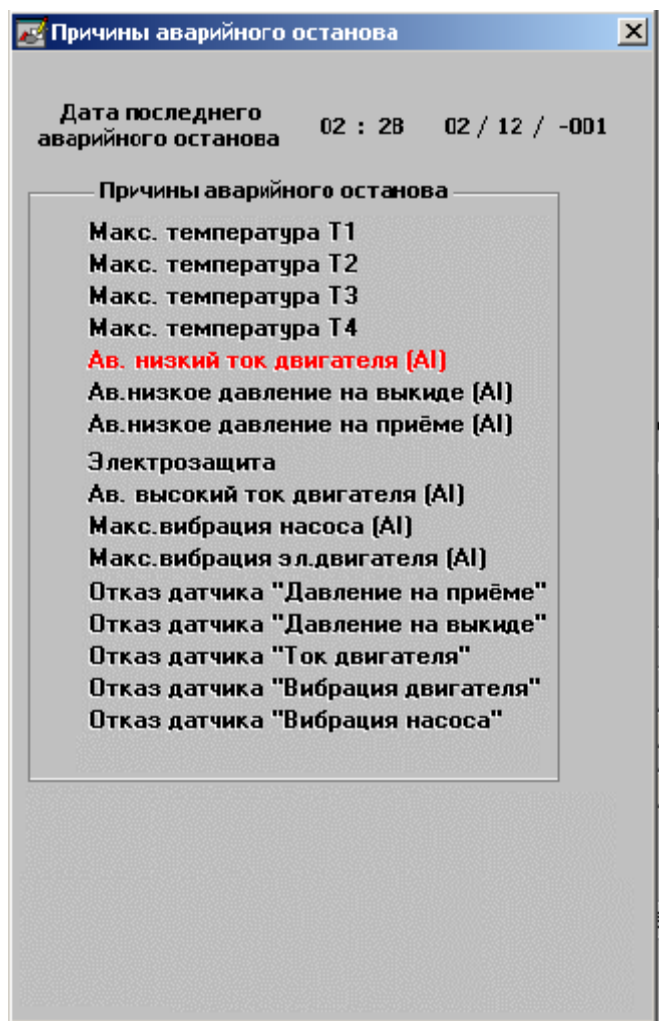 Причины аварийного останова
Дата последнего
аварийного останова
02 : 28 02 / 12 / -001
Причины аварийного останова
Макс. температура Т1
Макс. температура Т2
Макс. температура Т3
Макс. температура Т4
Ав. низкий ток двигателя (AI)
Ав.низкое давление на выкиде (AI)
Ав.низкое давление на приёме (AI)
Электрозащита
Ав. высокий ток двигателя (AI)
Макс.вибрация насоса (AI)
Макс.вибрация эл.двигателя (AI)
Отказ датчика "Давление на приёме"
Отказ датчика "Давление на выкиде"
Отказ датчика "Ток двигателя"
Отказ датчика "Вибрация двигателя"
Отказ датчика "Вибрация насоса"